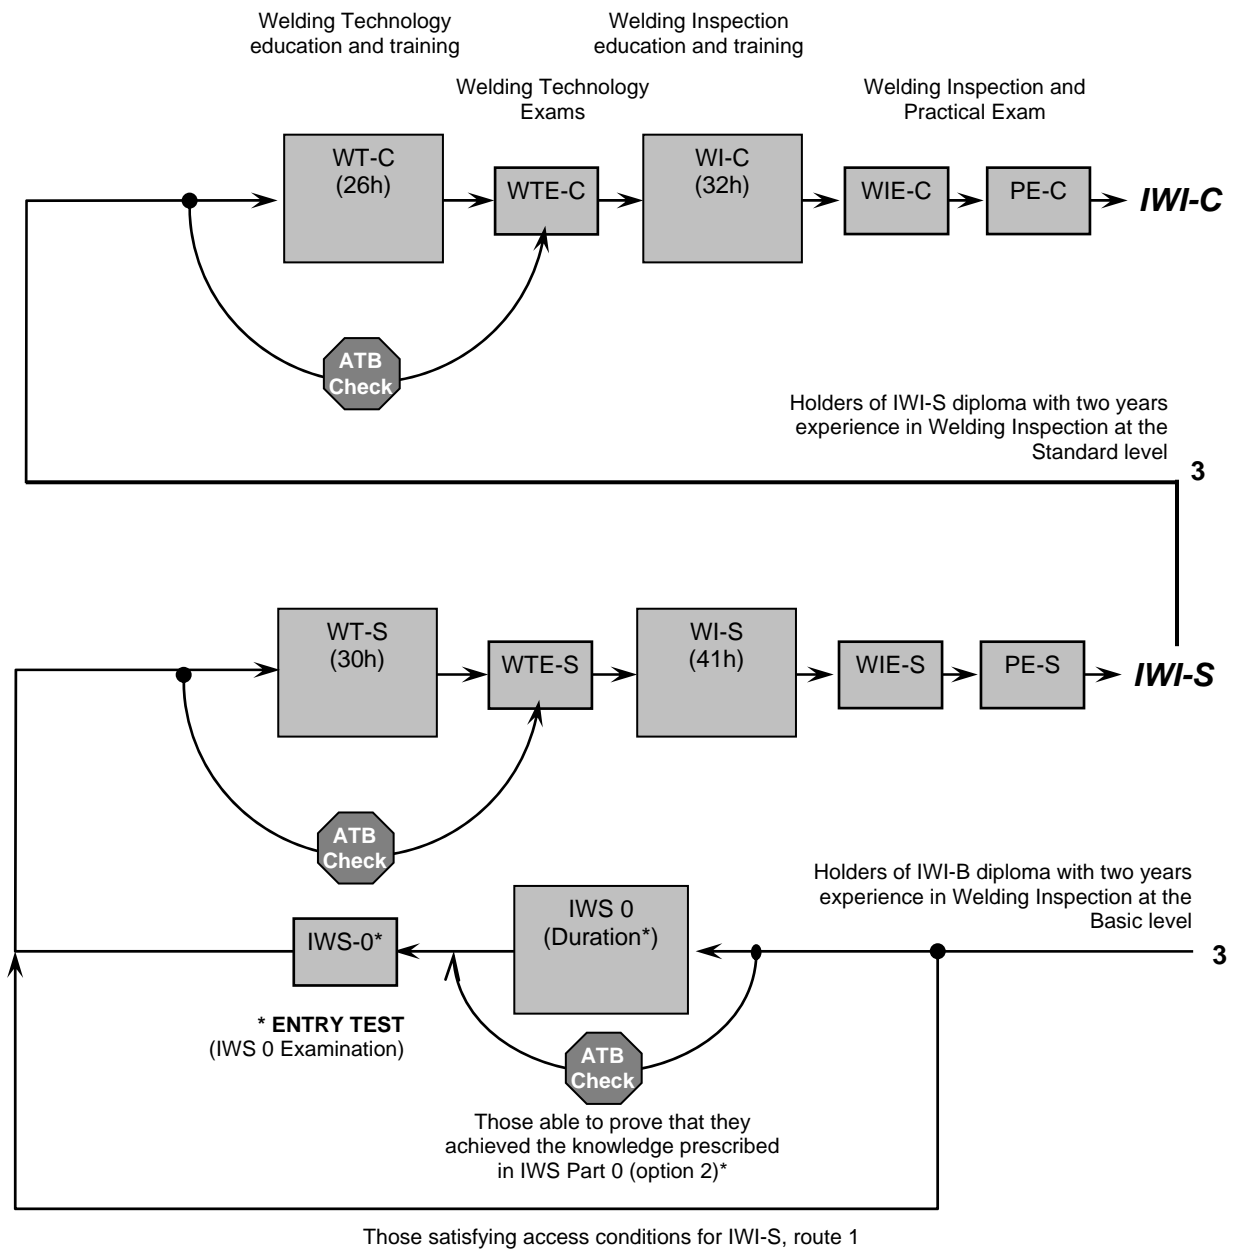 Welding Technology
education and training
Welding Inspection
education and training
Welding Technology
Exams
Welding Inspection and
Practical Exam
WT-C
(26h)
WTE-C
WI-C
(32h)
WIE-C
PE-C
IWI-C
ATB
Check
Holders of IWI-S diploma with two years
experience in Welding Inspection at the
Standard level
3
WT-S
(30h)
WTE-S
WI-S
(41h)
WIE-S
PE-S
IWI-S
ATB
Check
Holders of IWI-B diploma with two years
experience in Welding Inspection at the
Basic level
3
IWS 0
(Duration*)
IWS-0*
* ENTRY TEST
(IWS 0 Examination)
ATB
Check
Those able to prove that they
achieved the knowledge prescribed
in IWS Part 0 (option 2)*
Those satisfying access conditions for IWI-S, route 1